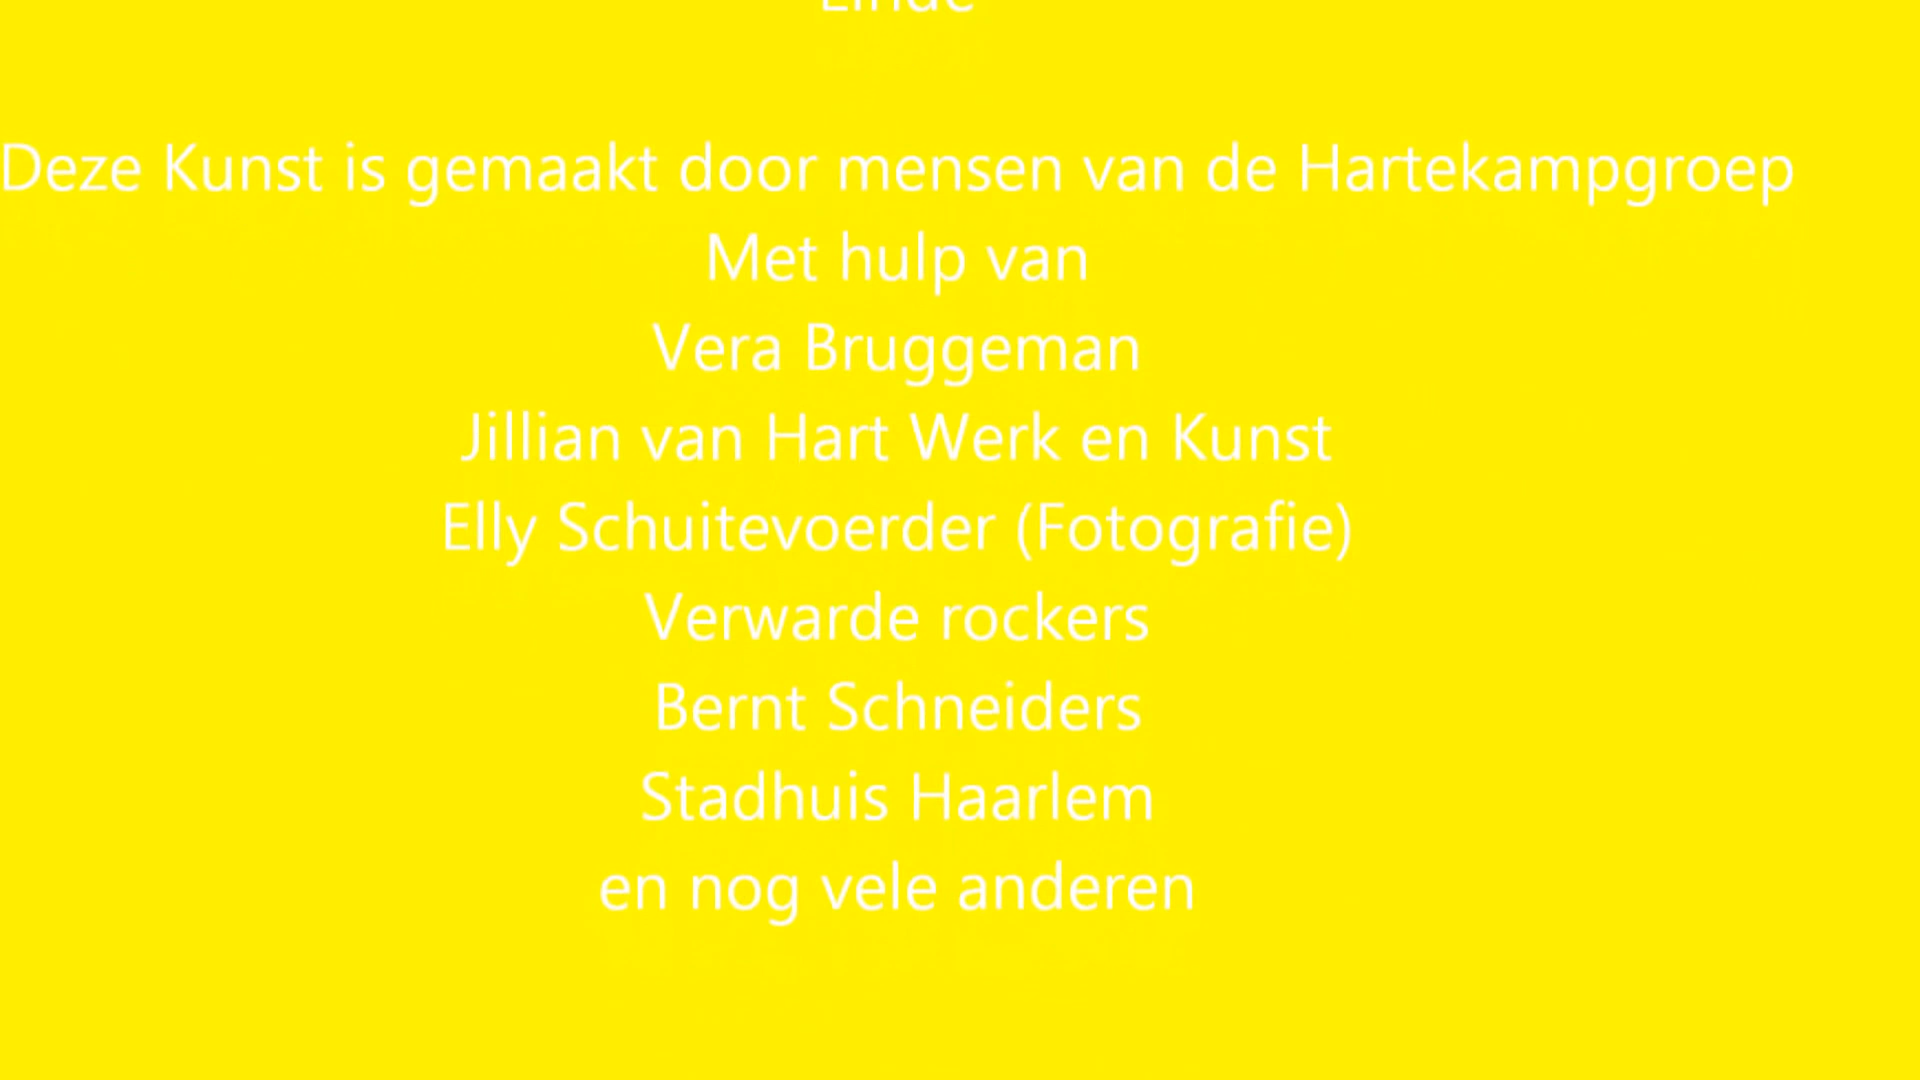 Einde
Deze Kunst is gemaakt door mensen van de Hartekampgroep
Met hulp van
Vera Bruggeman
Jillian van Hart Werk en Kunst
Elly Schuitevoerder (Fotografie)
Verwarde rockers
Bernt Schneiders
Stadhuis Haarlem
en nog vele anderen